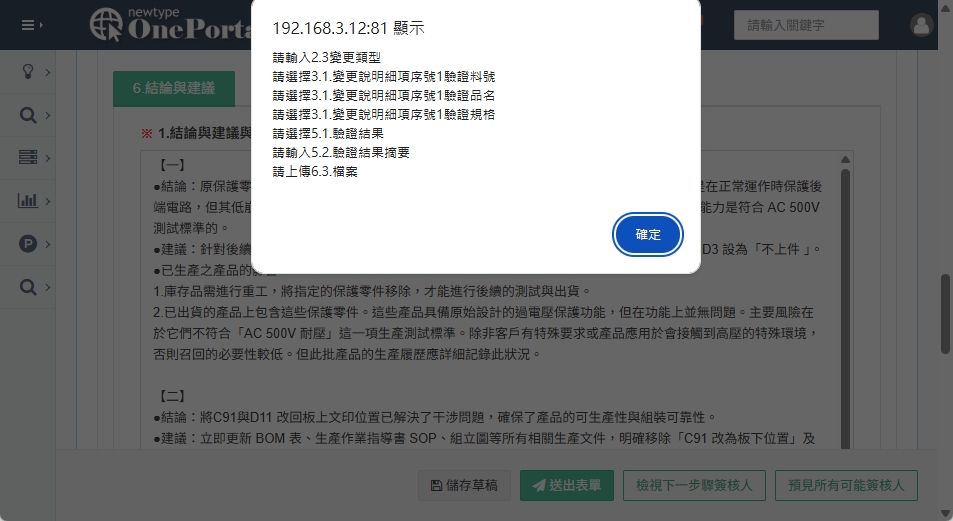 newtype
OnePorta
請輸入關鍵字
192.168.3.12:81 顯示
請輸入2.3變更類型
請選擇3.1.變更說明細項序號1驗證料號
請選擇3.1.變更說明細項序號1驗證品名
請選擇3.1.變更說明細項序號1驗證規格
請選擇5.1.驗證結果
請輸入5.2.驗證結果摘要
請上傳6.3.檔案
確定
6.結論與建議
※ 1.結論與建議與
【一】
●結論：原保護零 是在正常運作時保護後
端電路，但其低崩 能力是符合 AC 500V
測試標準的。
●建議：針對後續 D3 設為「不上件 」。
●已生產之產品的
1.庫存品需進行重工，將指定的保護零件移除，才能進行後續的測試與出貨。
2.已出貨的產品上包含這些保護零件。這些產品具備原始設計的過電壓保護功能，但在功能上並無問題。主要風險在
於它們不符合「AC 500V 耐壓」這一項生產測試標準。除非客戶有特殊要求或產品應用於會接觸到高壓的特殊環境，
否則召回的必要性較低。但此批產品的生產履歷應詳細記錄此狀況。
【二】
●結論：將C91與D11 改回板上文印位置已解決了干涉問題，確保了產品的可生產性與組裝可靠性。
●建議：立即更新 BOM 表、生產作業指導書 SOP、組立圖等所有相關生產文件，明確移除「C91 改為板下位置」及
儲存草稿
送出表單
檢視下一步驟簽核人
預見所有可能簽核人